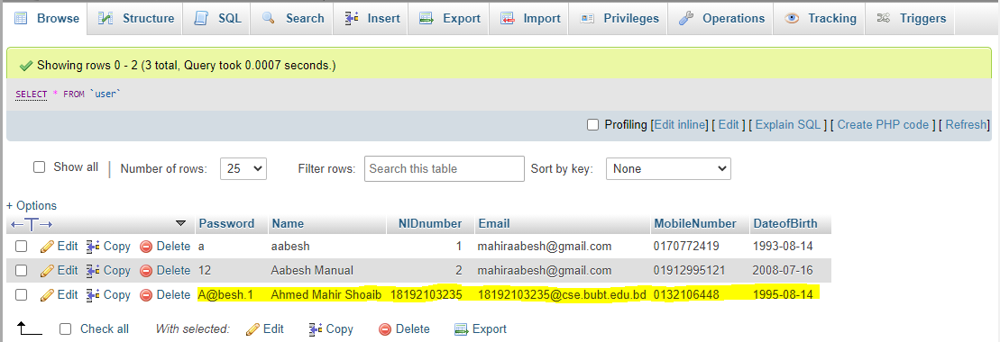 Browse Structure SQL Search Insert Export Import Privileges Operations Tracking Triggers
Showing rows 0 - 2 (3 total, Query took 0.0007 seconds.)
SELECT * FROM `user`
Profiling [Edit inline] [ Edit ] [ Explain SQL ] [ Create PHP code ] [ Refresh]
Show all | Number of rows: 25 Filter rows: Search this table Sort by key: None
+ Options
←T→ Password Name NIDnumber Email MobileNumber DateofBirth
Edit Copy Delete a aabesh 1 mahiraabesh@gmail.com 0170772419 1993-08-14
Edit Copy Delete 12 Aabesh Manual 2 mahiraabesh@gmail.com 01912995121 2008-07-16
Edit Copy Delete A@besh.1 Ahmed Mahir Shoaib 18192103235 18192103235@cse.bubt.edu.bd 0132106448 1995-08-14
Check all With selected: Edit Copy Delete Export